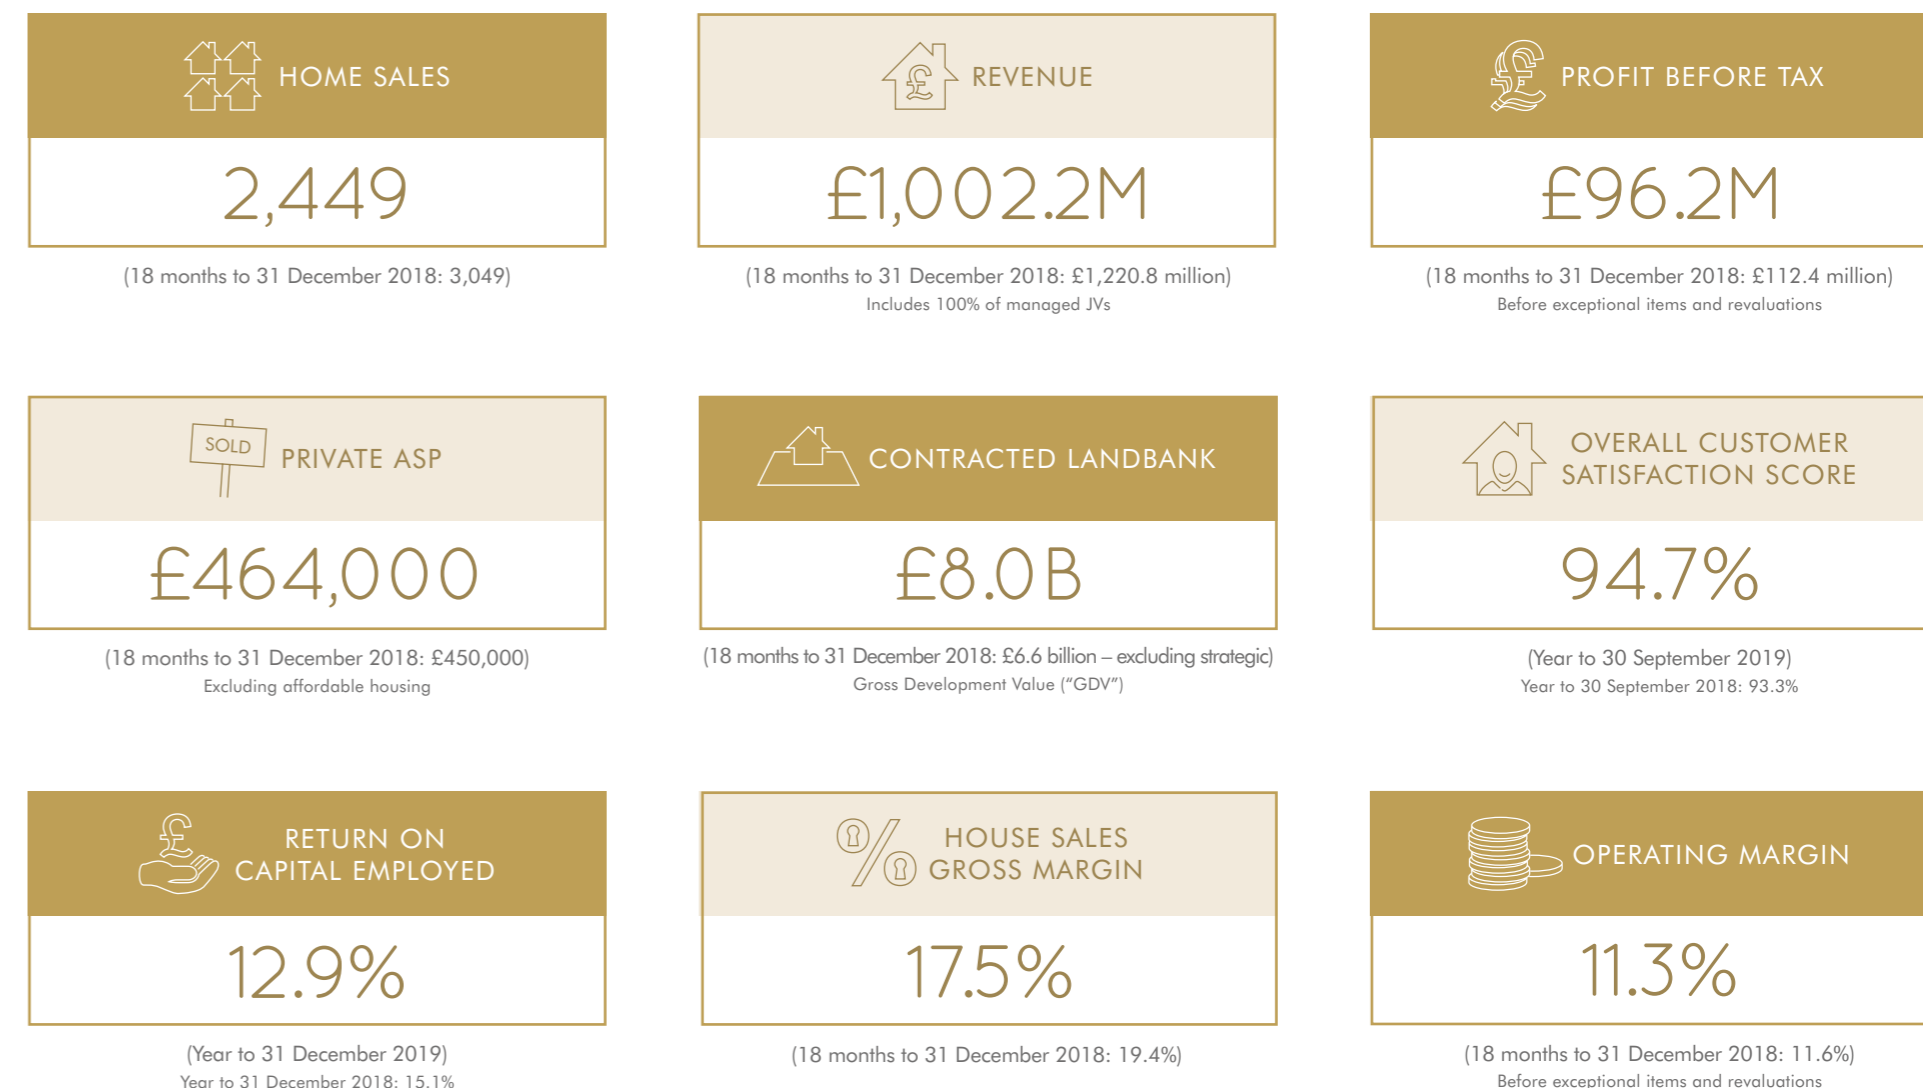 HOME SALES
2,449
(18 months to 31 December 2018: 3,049)
REVENUE
£1,002.2M
(18 months to 31 December 2018: £1,220.8 million)
Includes 100% of managed JVs
PROFIT BEFORE TAX
£96.2M
(18 months to 31 December 2018: £112.4 million)
Before exceptional items and revaluations
SOLD
PRIVATE ASP
£464,000
(18 months to 31 December 2018: £450,000)
Excluding affordable housing
CONTRACTED LANDBANK
£8.0B
(18 months to 31 December 2018: £6.6 billion – excluding strategic)
Gross Development Value (“GDV”)
OVERALL CUSTOMER
SATISFACTION SCORE
94.7%
(Year to 30 September 2019)
Year to 30 September 2018: 93.3%
RETURN ON
CAPITAL EMPLOYED
12.9%
(Year to 31 December 2019)
Year to 31 December 2018: 15.1%
HOUSE SALES
GROSS MARGIN
17.5%
(18 months to 31 December 2018: 19.4%)
OPERATING MARGIN
11.3%
(18 months to 31 December 2018: 11.6%)
Before exceptional items and revaluations